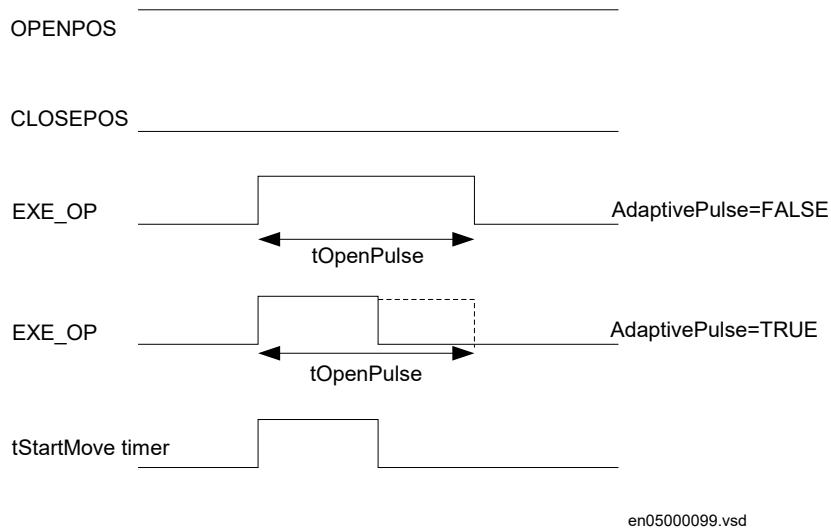 OPENPOS
CLOSEPOS
EXE_OP
AdaptivePulse=FALSE
tOpenPulse
EXE_OP
AdaptivePulse=TRUE
tOpenPulse
tStartMove timer
en05000099.vsd